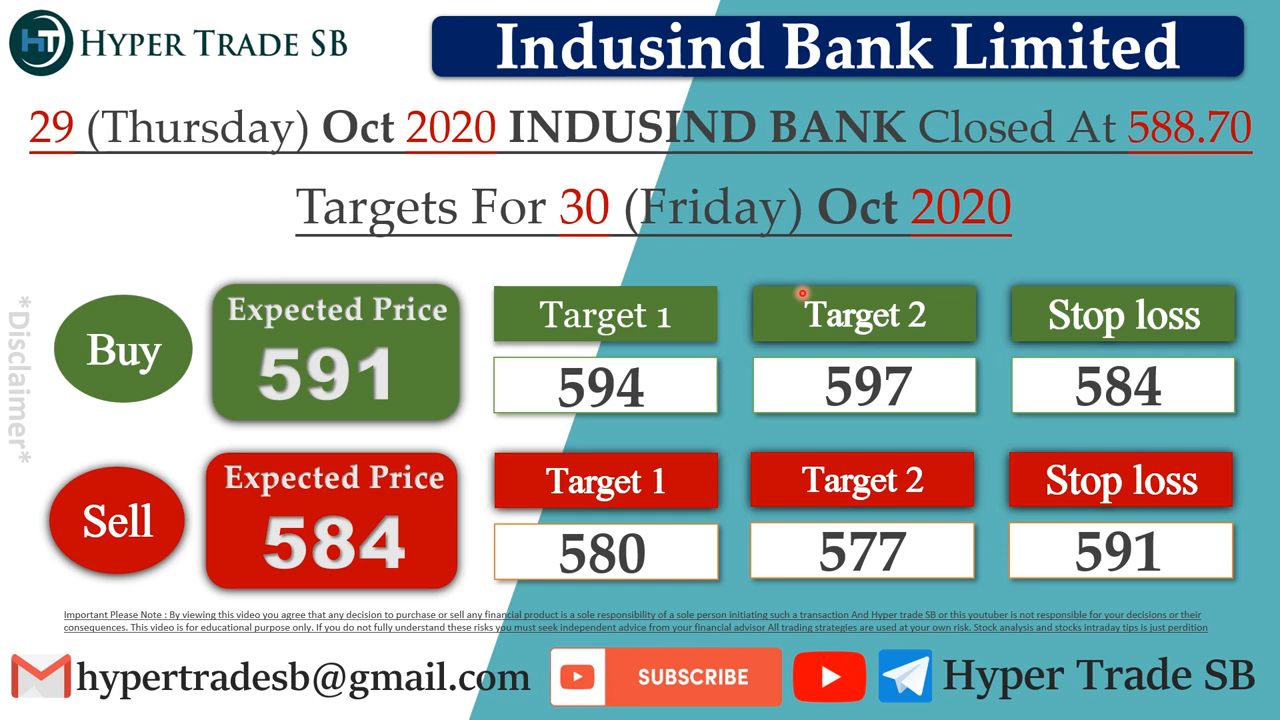 HT HYPER TRADE SB
Indusind Bank Limited
29 (Thursday) Oct 2020 INDUSIND BANK Closed At 588.70
Targets For 30 (Friday) Oct 2020
*Disclaimer*
Buy
Expected Price
591
Target 1
594
Target 2
597
Stop loss
584
Sell
Expected Price
584
Target 1
580
Target 2
577
Stop loss
591
Important Please Note : By viewing this video you agree that any decision to purchase or sell any financial product is a sole responsibility of a sole person initiating such a transaction And Hyper trade SB or this youtuber is not responsible for your decisions or their
consequences. This video is for educational purpose only. If you do not fully understand these risks you must seek independent advice from your financial advisor All trading strategies are used at your own risk. Stock analysis and stocks intraday tips is just perdition
hypertradesb@gmail.com
SUBSCRIBE
Hyper Trade SB